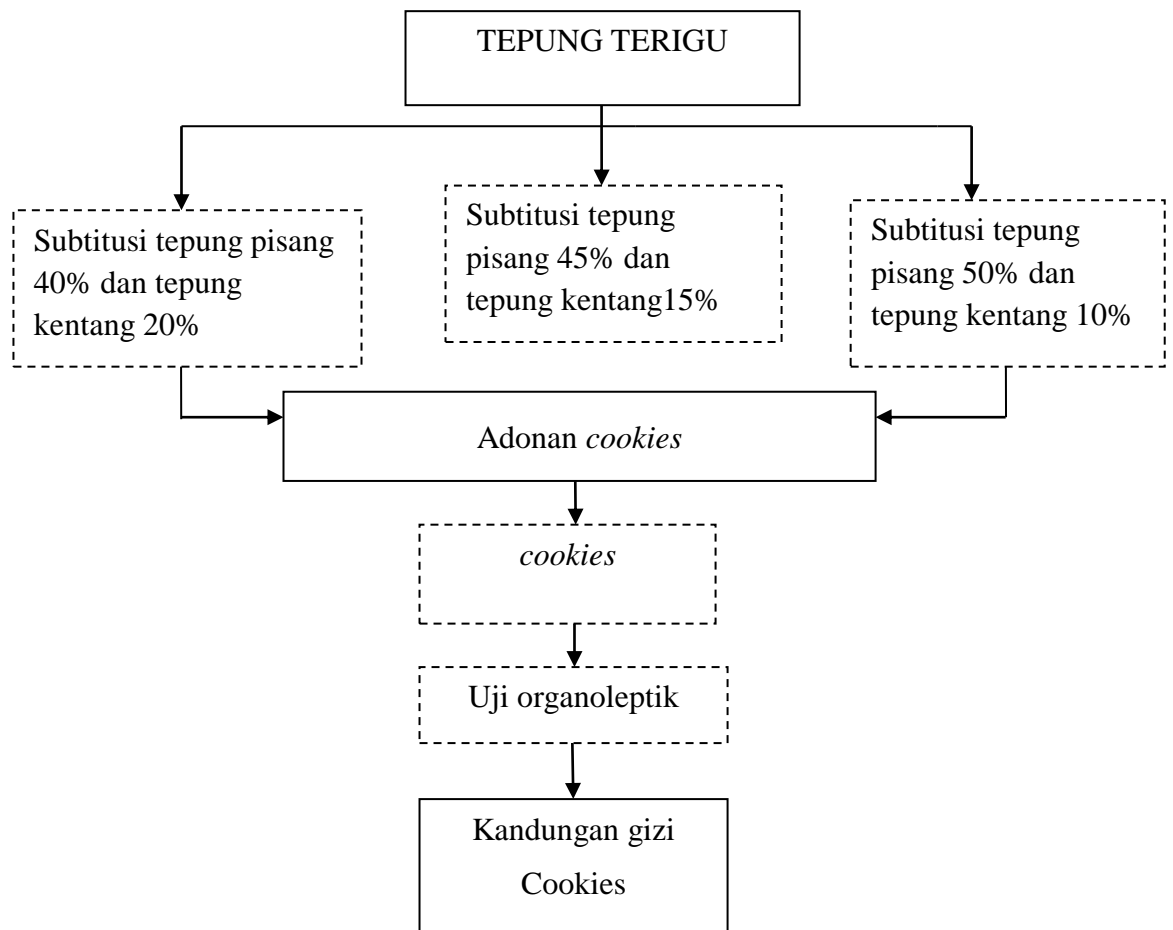 TEPUNG TERIGU
Subtitusi tepung pisang
40% dan tepung
kentang 20%
Subtitusi tepung
pisang 45% dan
tepung kentang15%
Subtitusi tepung
pisang 50% dan
tepung kentang 10%
Adonan cookies
cookies
Uji organoleptik
Kandungan gizi
Cookies